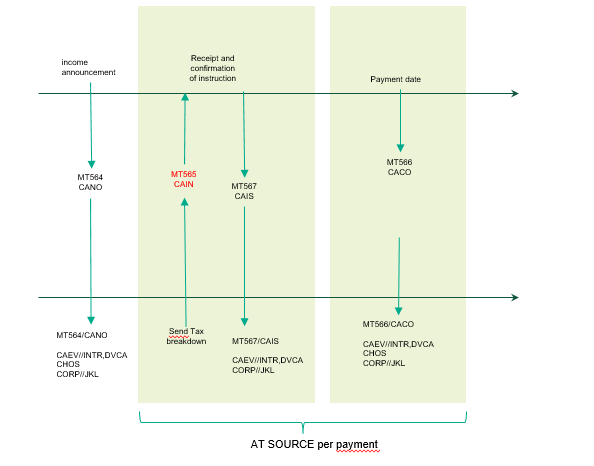 income
announcement
Receipt and
confirmation
of instruction
Payment date
MT564
CANO
MT565
CAIN
MT567
CAIS
MT566
CACO
MT564/CANO
CAEV//INTR,DVCA
CHOS
CORP//JKL
Send Tax
breakdown
MT567/CAIS
CAEV//INTR,DVCA
CORP//JKL
MT566/CACO
CAEV//INTR,DVCA
CHOS
CORP//JKL
AT SOURCE per payment